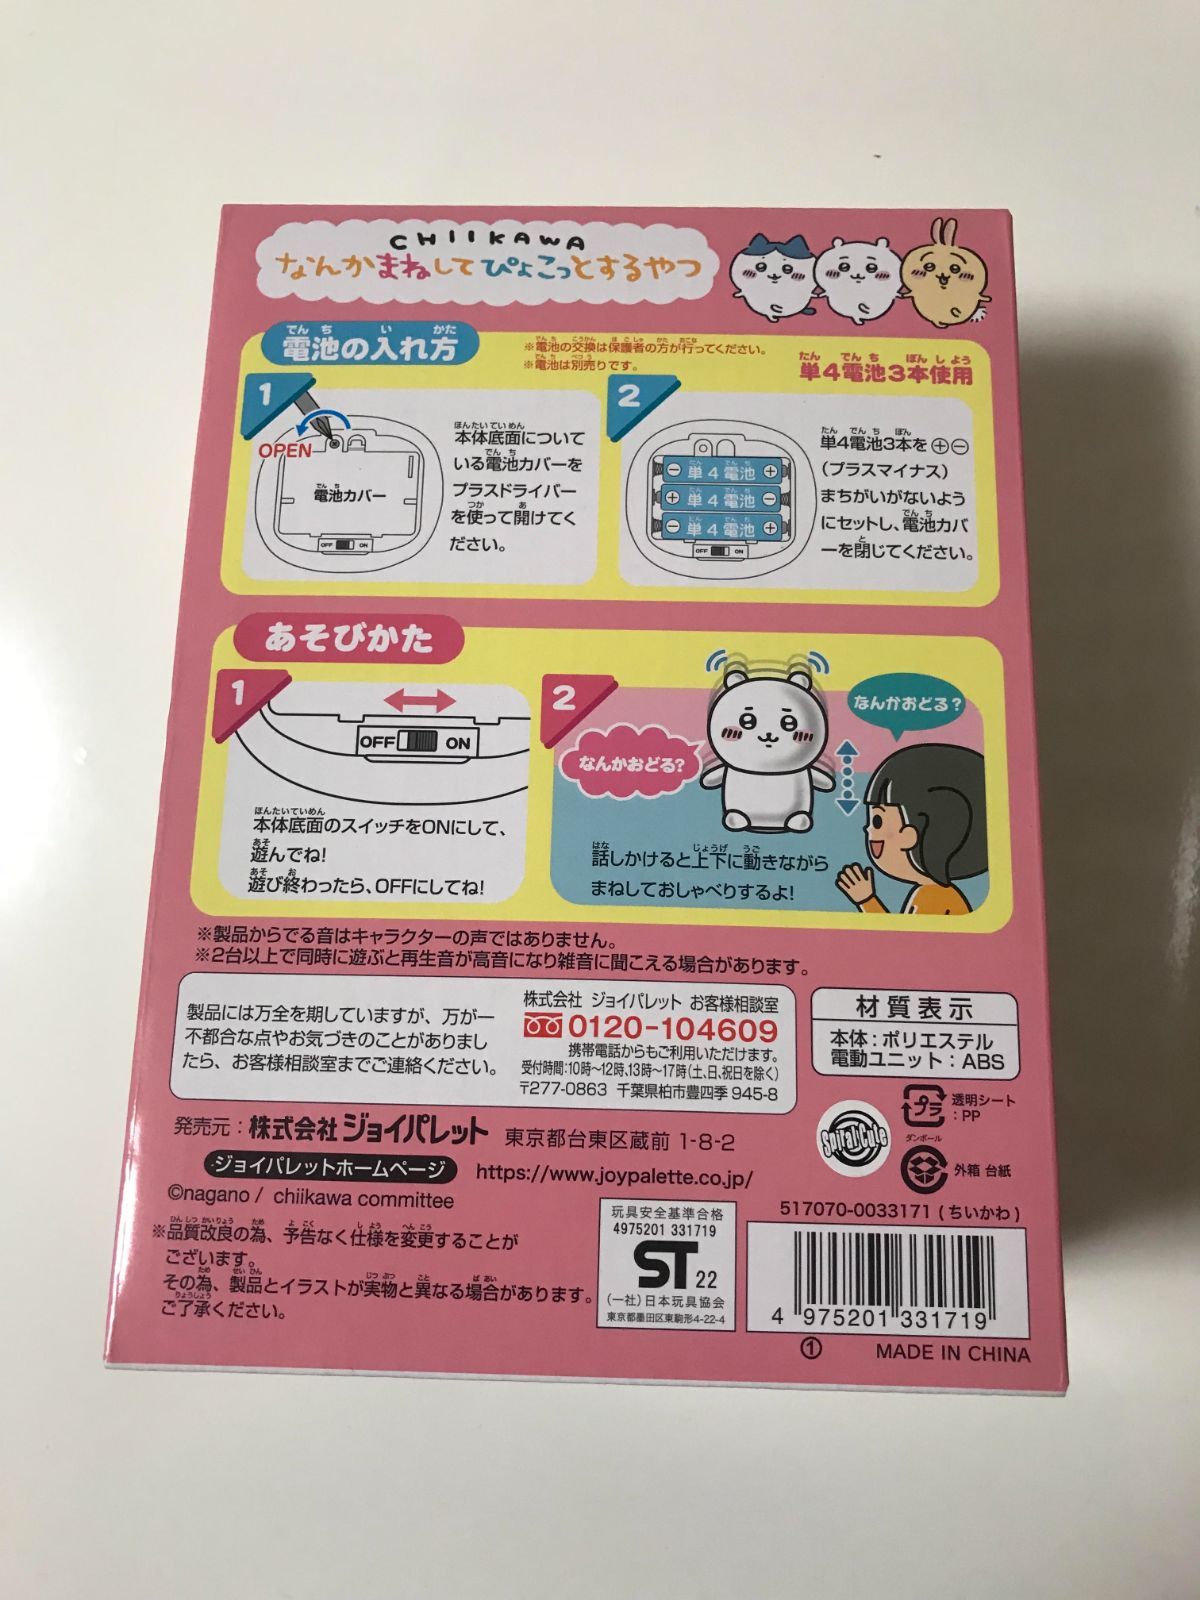 CHIIKAWA
なんかまねしてぴょこっとするやつ
電池の入れ方
※電池の交換は保護者の方が行ってください。
※電池は別売りです。
単4電池3本使用
1
OPEN
電池カバー
OFF ON
本体底面について
いる電池カバーを
プラスドライバー
を使って開けてく
ださい。
2
⊖ 単4電池 ⊕
⊕ 単4電池 ⊖
⊖ 単4電池 ⊕
OFF ON
単4電池3本を⊕⊖
(プラスマイナス)
まちがいがないよう
にセットし、電池カバ
ーを閉じてください。
あそびかた
1
OFF ON
本体底面のスイッチをONにして、
遊んでね!
遊び終わったら、OFFにしてね!
2
なんかおどる?
なんかおどる?
話しかけると上下に動きながら
まねしておしゃべりするよ!
※製品からでる音はキャラクターの声ではありません。
※2台以上で同時に遊ぶと再生音が高音になり雑音に聞こえる場合があります。
製品には万全を期していますが、万が一
不都合な点やお気づきのことがありまし
たら、お客様相談室までご連絡ください。
株式会社 ジョイパレット お客様相談室
0120-104609
携帯電話からもご利用いただけます。
受付時間:10時〜12時,13時〜17時(土、日、祝日を除く)
〒277-0863 千葉県柏市豊四季 945-8
材質表示
本体:ポリエステル
電動ユニット:ABS
発売元:株式会社ジョイパレット 東京都台東区蔵前 1-8-2
ジョイパレットホームページ https://www.joypalette.co.jp/
©nagano / chiikawa committee
Spiral Cute
プラ
透明シート
:PP
ダンボール
外箱 台紙
※品質改良の為、予告なく仕様を変更することが
ございます。
その為、製品とイラストが実物と異なる場合があります。
ご了承ください。
玩具安全基準合格
4975201 331719
ST 22
(一社)日本玩具協会
東京都墨田区東駒形4-22-4
517070-0033171 (ちいかわ)
4 975201 331719
① MADE IN CHINA